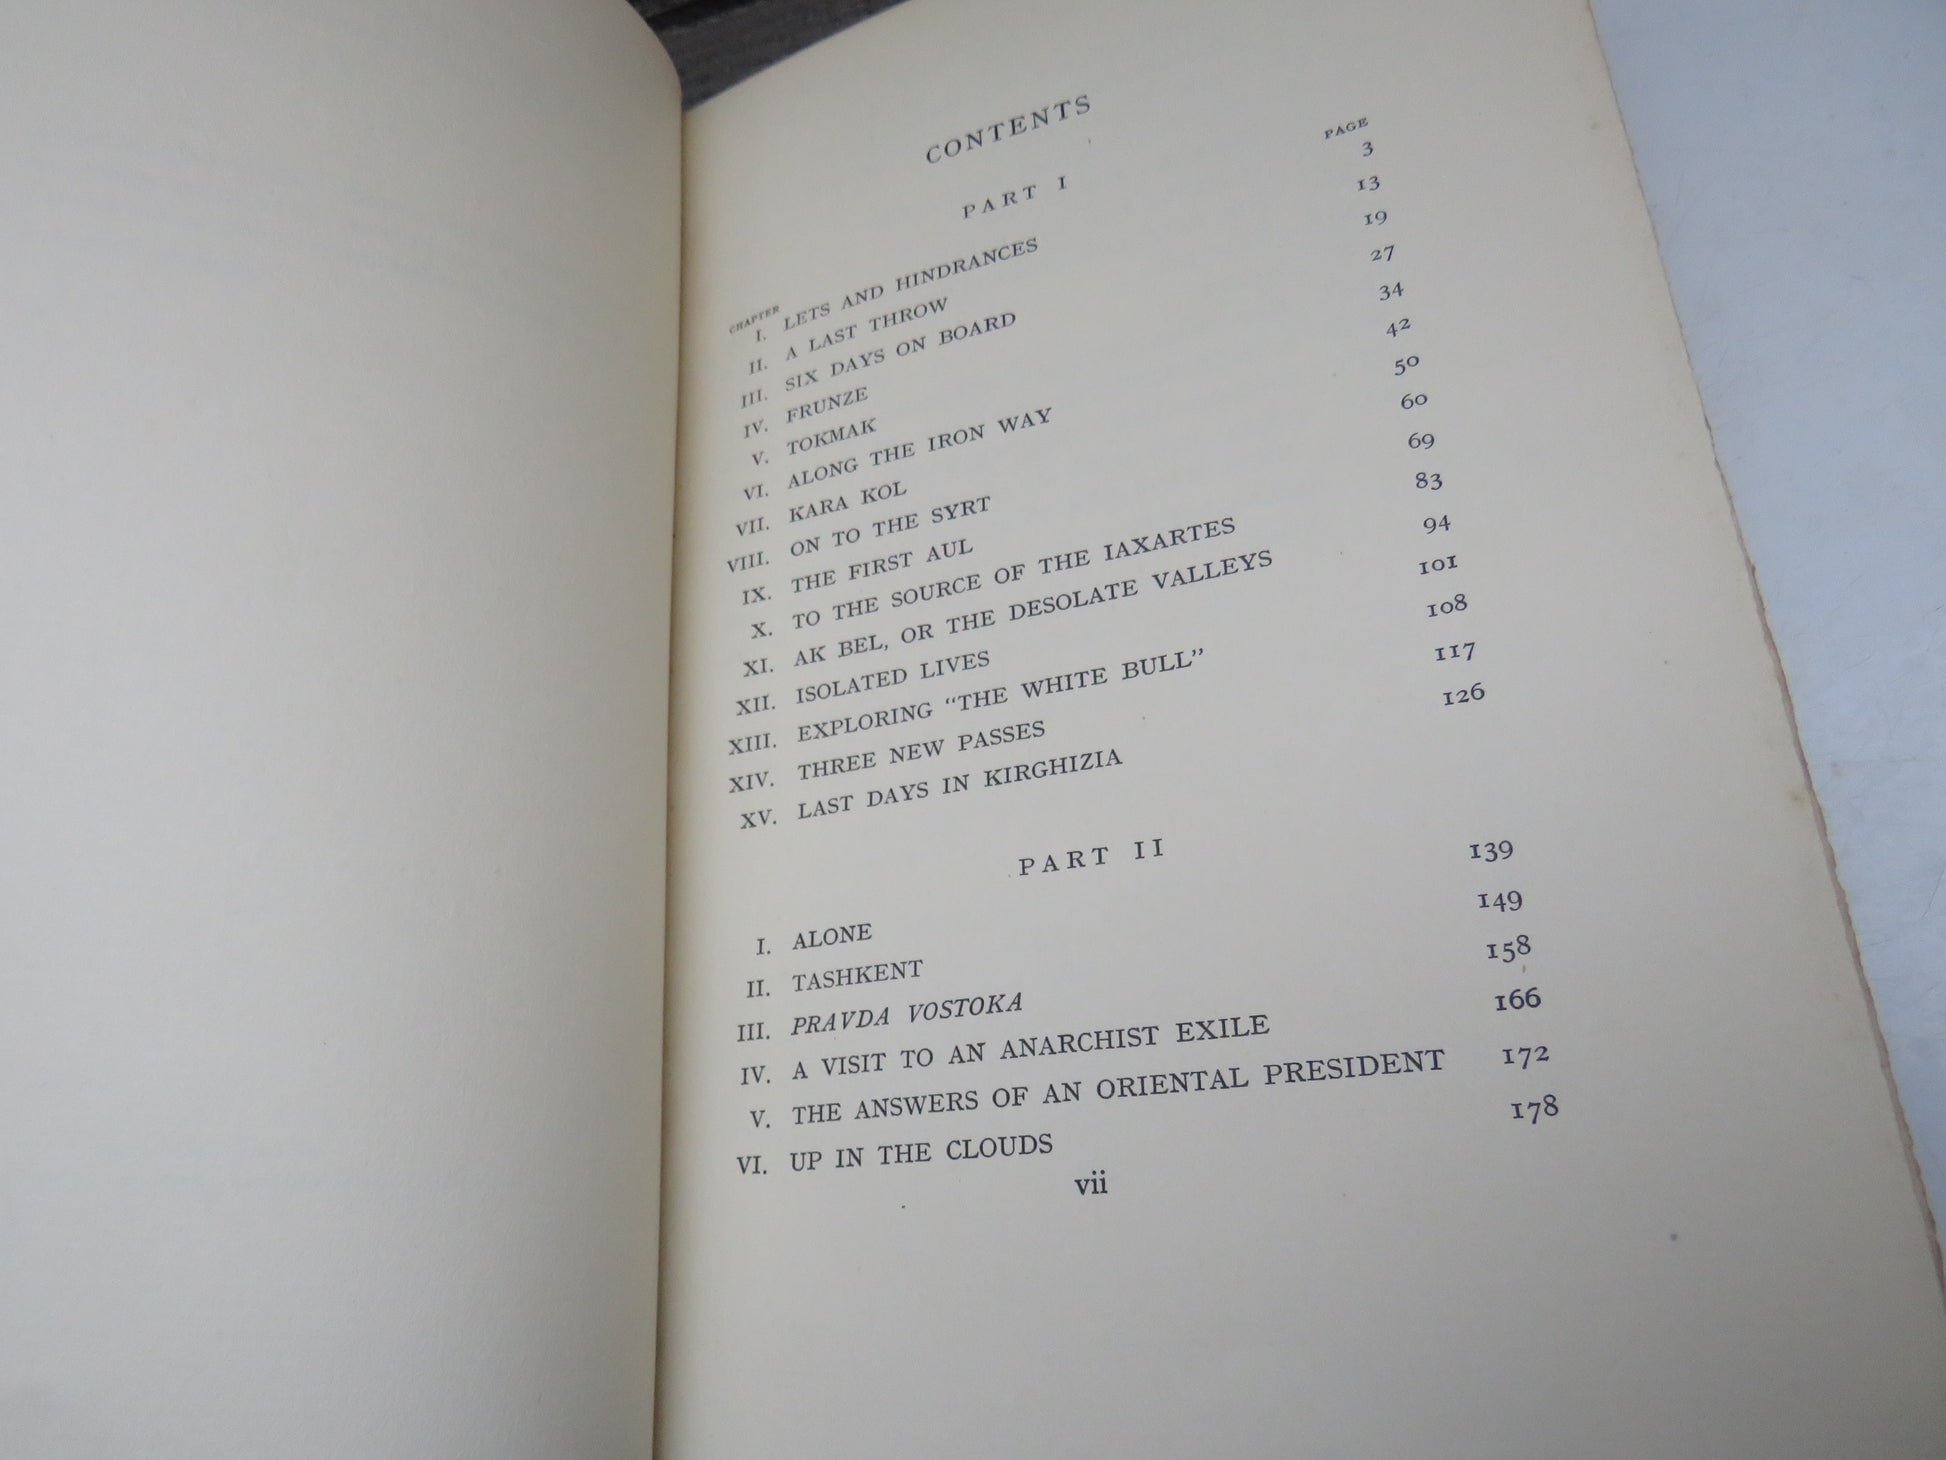 CONTENTS
PART I
CHAPTER PAGE
I. LETS AND HINDRANCES 3
II. A LAST THROW 13
III. SIX DAYS ON BOARD 19
IV. FRUNZE 27
V. TOKMAK 34
VI. ALONG THE IRON WAY 42
VII. KARA KOL 50
VIII. ON TO THE SYRT 60
IX. THE FIRST AUL 69
X. TO THE SOURCE OF THE IAXARTES 83
XI. AK BEL, OR THE DESOLATE VALLEYS 94
XII. ISOLATED LIVES 101
XIII. EXPLORING "THE WHITE BULL" 108
XIV. THREE NEW PASSES 117
XV. LAST DAYS IN KIRGHIZIA 126
PART II
I. ALONE 139
II. TASHKENT 149
III. PRAVDA VOSTOKA 158
IV. A VISIT TO AN ANARCHIST EXILE 166
V. THE ANSWERS OF AN ORIENTAL PRESIDENT 172
VI. UP IN THE CLOUDS 178
vii